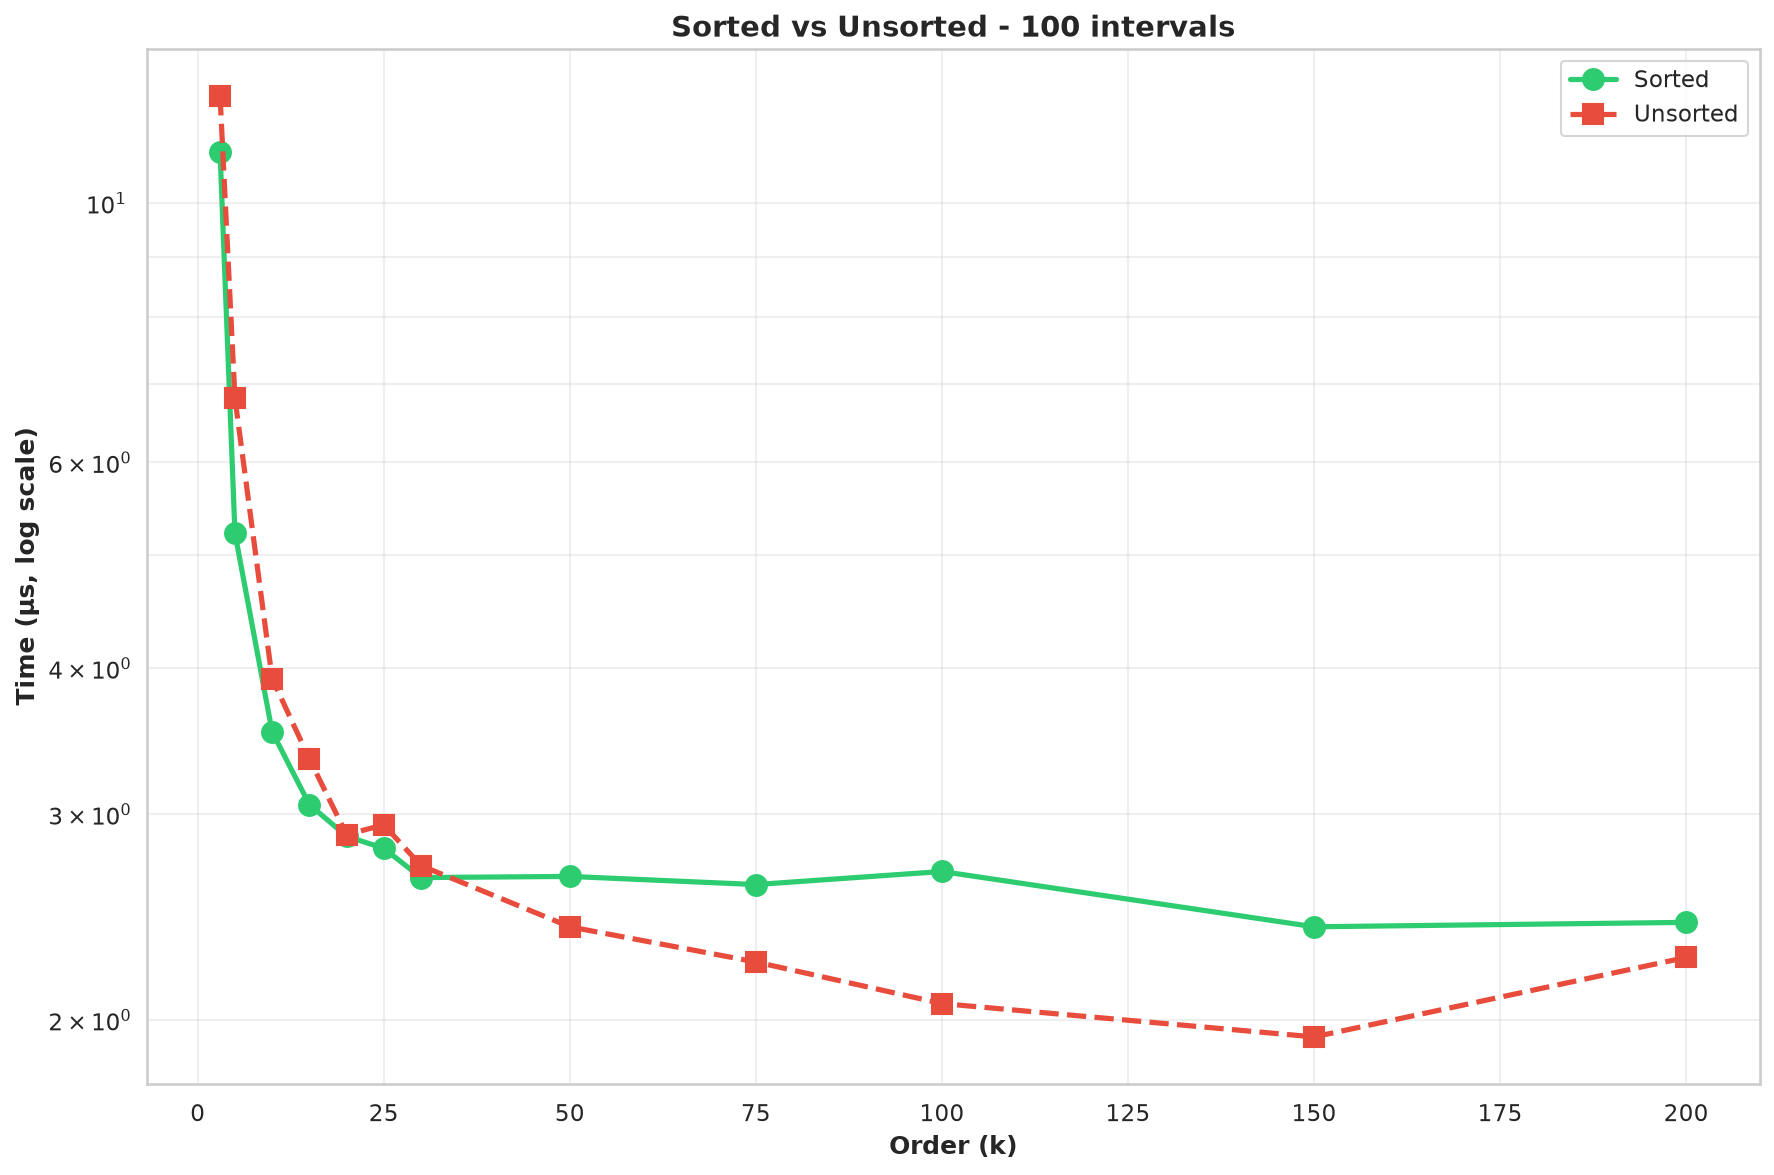 Sorted vs Unsorted - 100 intervals
Sorted
Unsorted
10¹
6×10⁰
4×10⁰
3×10⁰
2×10⁰
Time (µs, log scale)
0 25 50 75 100 125 150 175 200
Order (k)